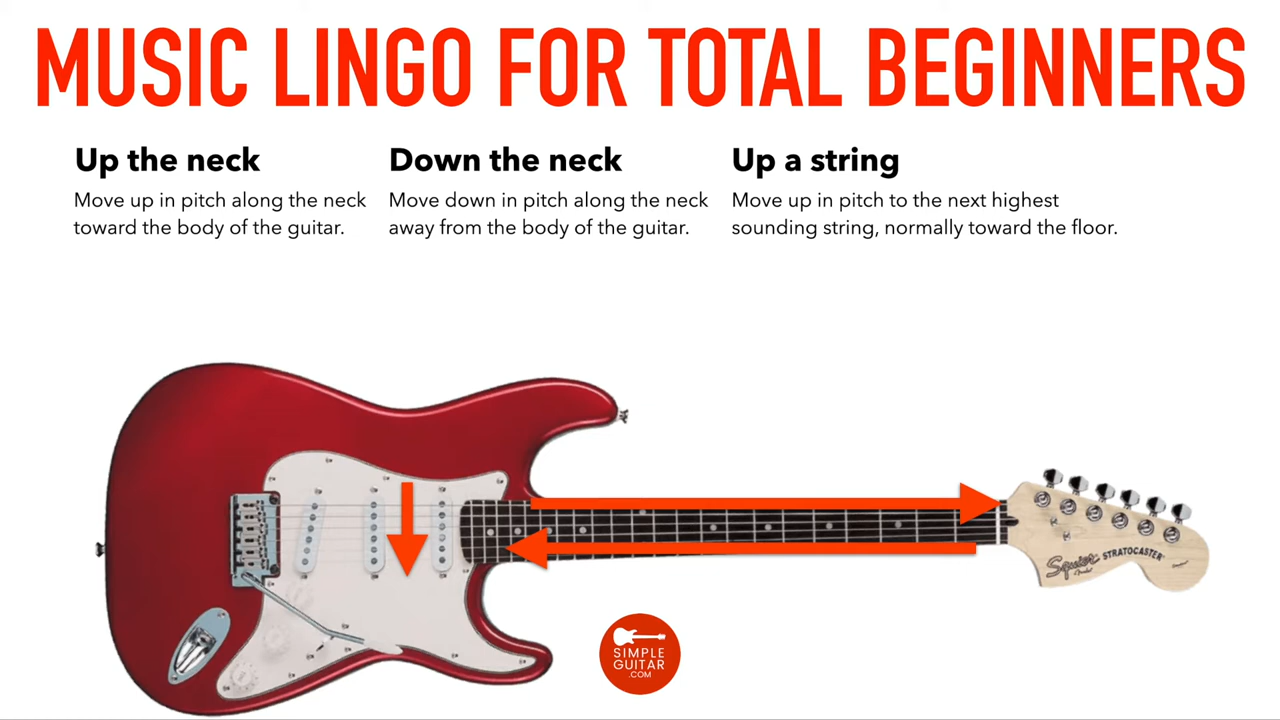 MUSIC LINGO FOR TOTAL BEGINNERS
Up the neck
Move up in pitch along the neck
toward the body of the guitar.
Down the neck
Move down in pitch along the neck
away from the body of the guitar.
Up a string
Move up in pitch to the next highest
sounding string, normally toward the floor.
Squier STRATOCASTER
SIMPLE
GUITAR
.COM